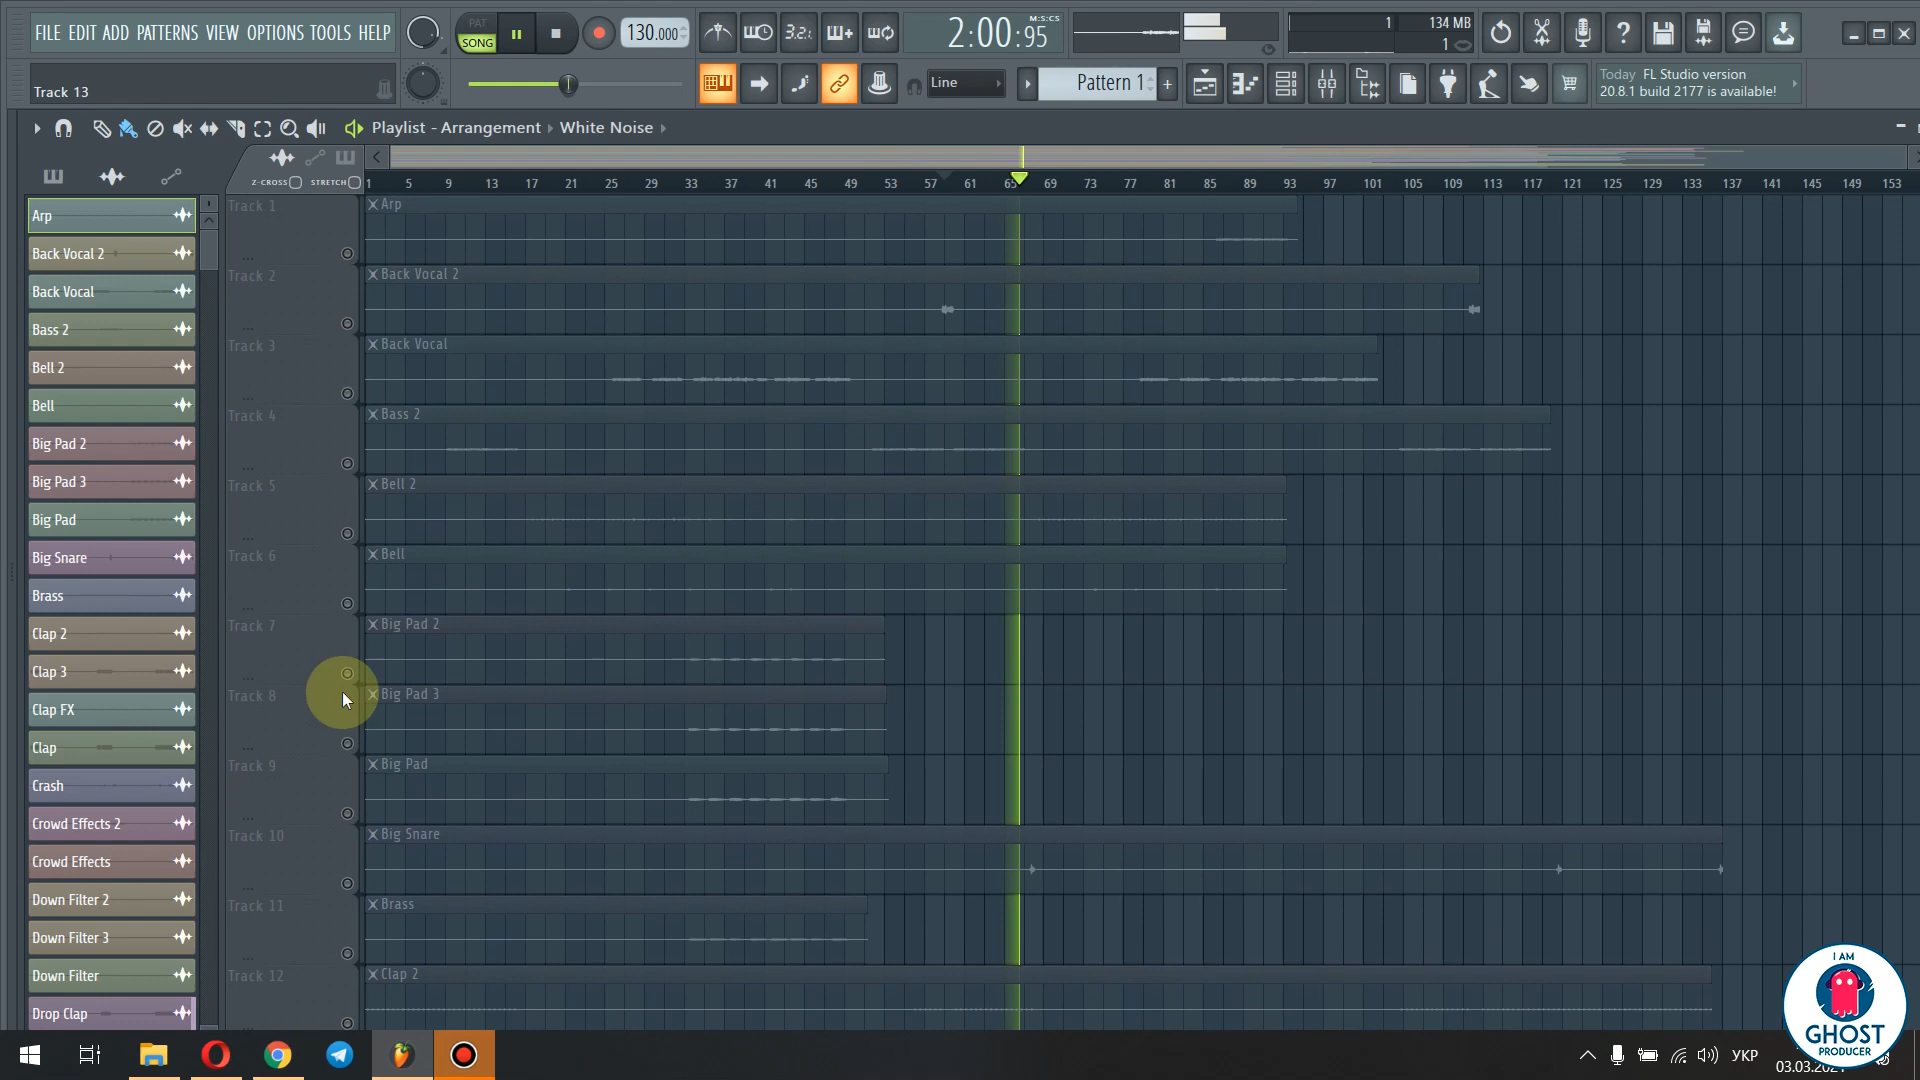 FILE EDIT ADD PATTERNS VIEW OPTIONS TOOLS HELP
PAT
SONG
130.000
3.2.1
2:00:95
M:S:CS
1
134 MB
1
Track 13
Line
Pattern 1
Today FL Studio version
20.8.1 build 2177 is available!
Playlist - Arrangement White Noise
Z-CROSS STRETCH
1 5 9 13 17 21 25 29 33 37 41 45 49 53 57 61 65 69 73 77 81 85 89 93 97 101 105 109 113 117 121 125 129 133 137 141 145 149 153
Arp
Back Vocal 2
Back Vocal
Bass 2
Bell 2
Bell
Big Pad 2
Big Pad 3
Big Pad
Big Snare
Brass
Clap 2
Clap 3
Clap FX
Clap
Crash
Crowd Effects 2
Crowd Effects
Down Filter 2
Down Filter 3
Down Filter
Drop Clap
Track 1 Arp
Track 2 Back Vocal 2
Track 3 Back Vocal
Track 4 Bass 2
Track 5 Bell 2
Track 6 Bell
Track 7 Big Pad 2
Track 8 Big Pad 3
Track 9 Big Pad
Track 10 Big Snare
Track 11 Brass
Track 12 Clap 2
I AM
GHOST
PRODUCER
УКР